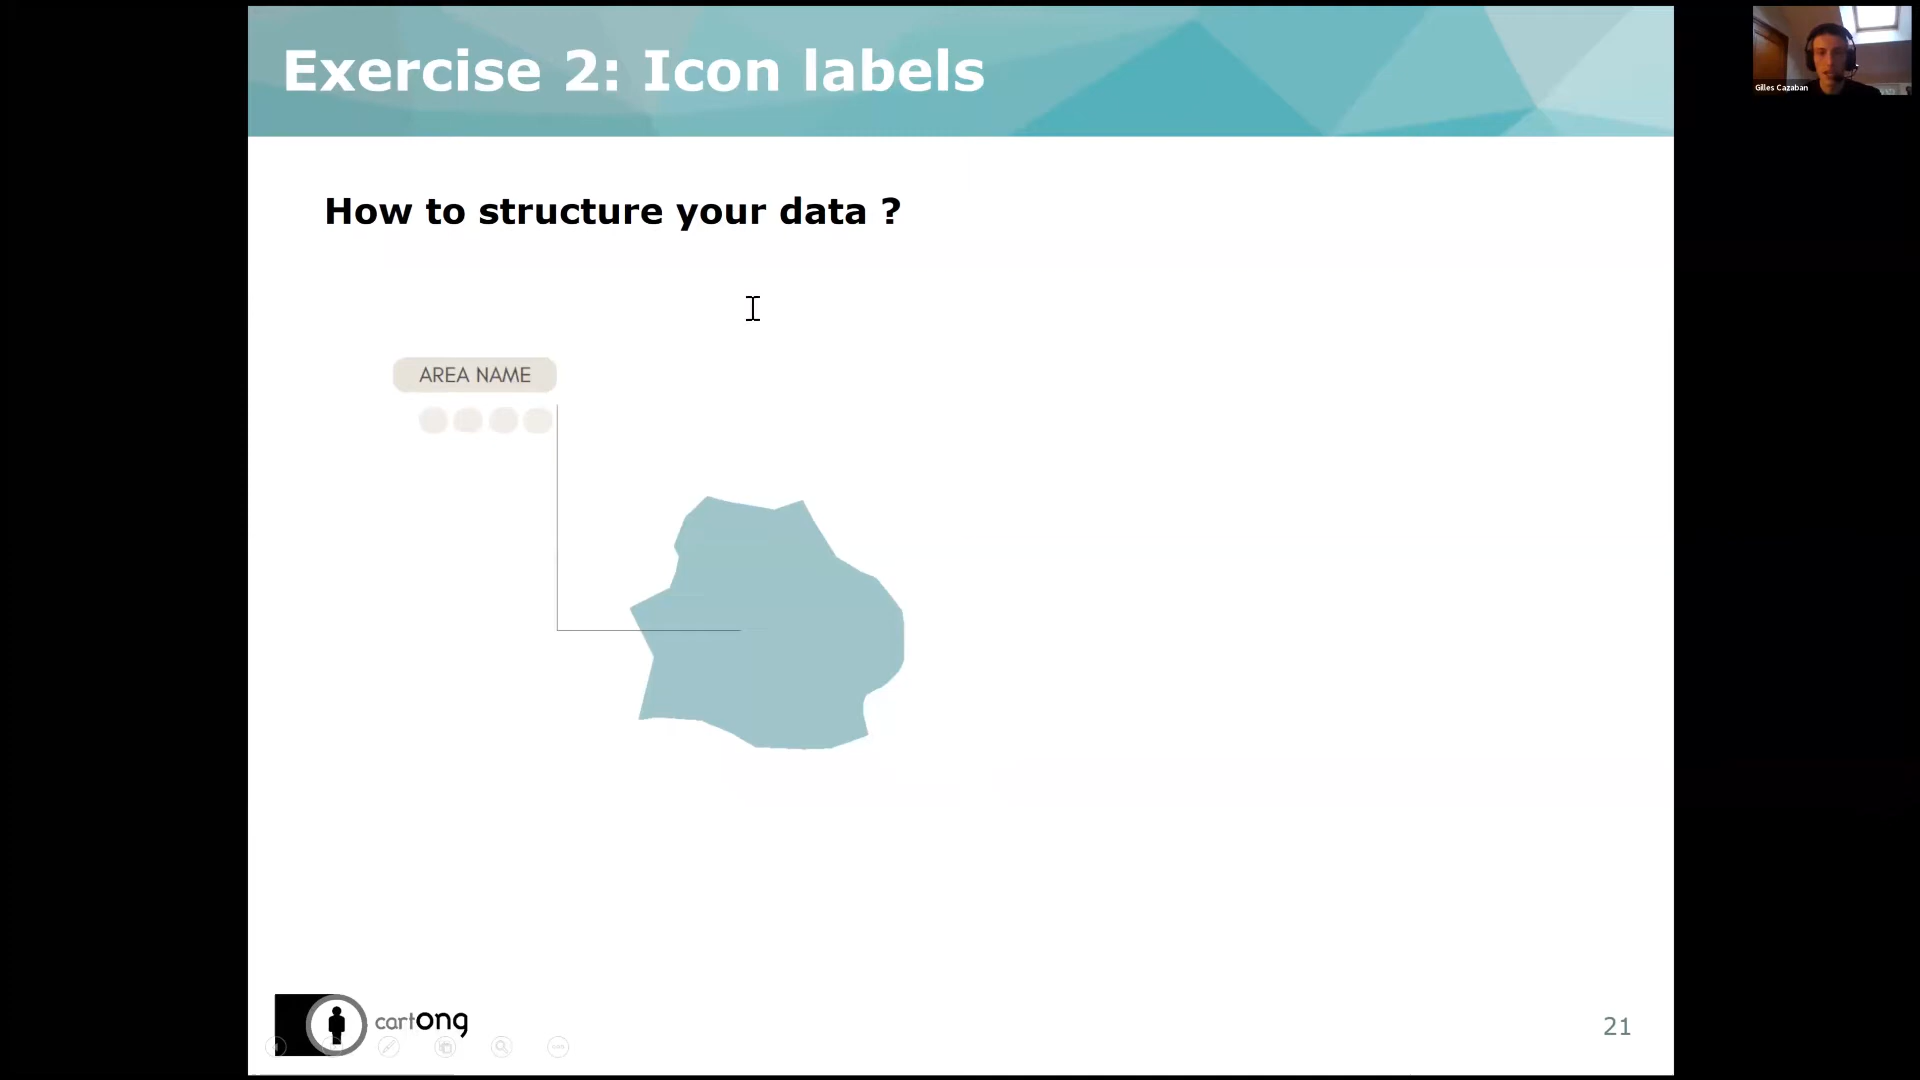 Exercise 2: Icon labels
Gilles Cazaban
How to structure your data ?
AREA NAME
cartONG
21